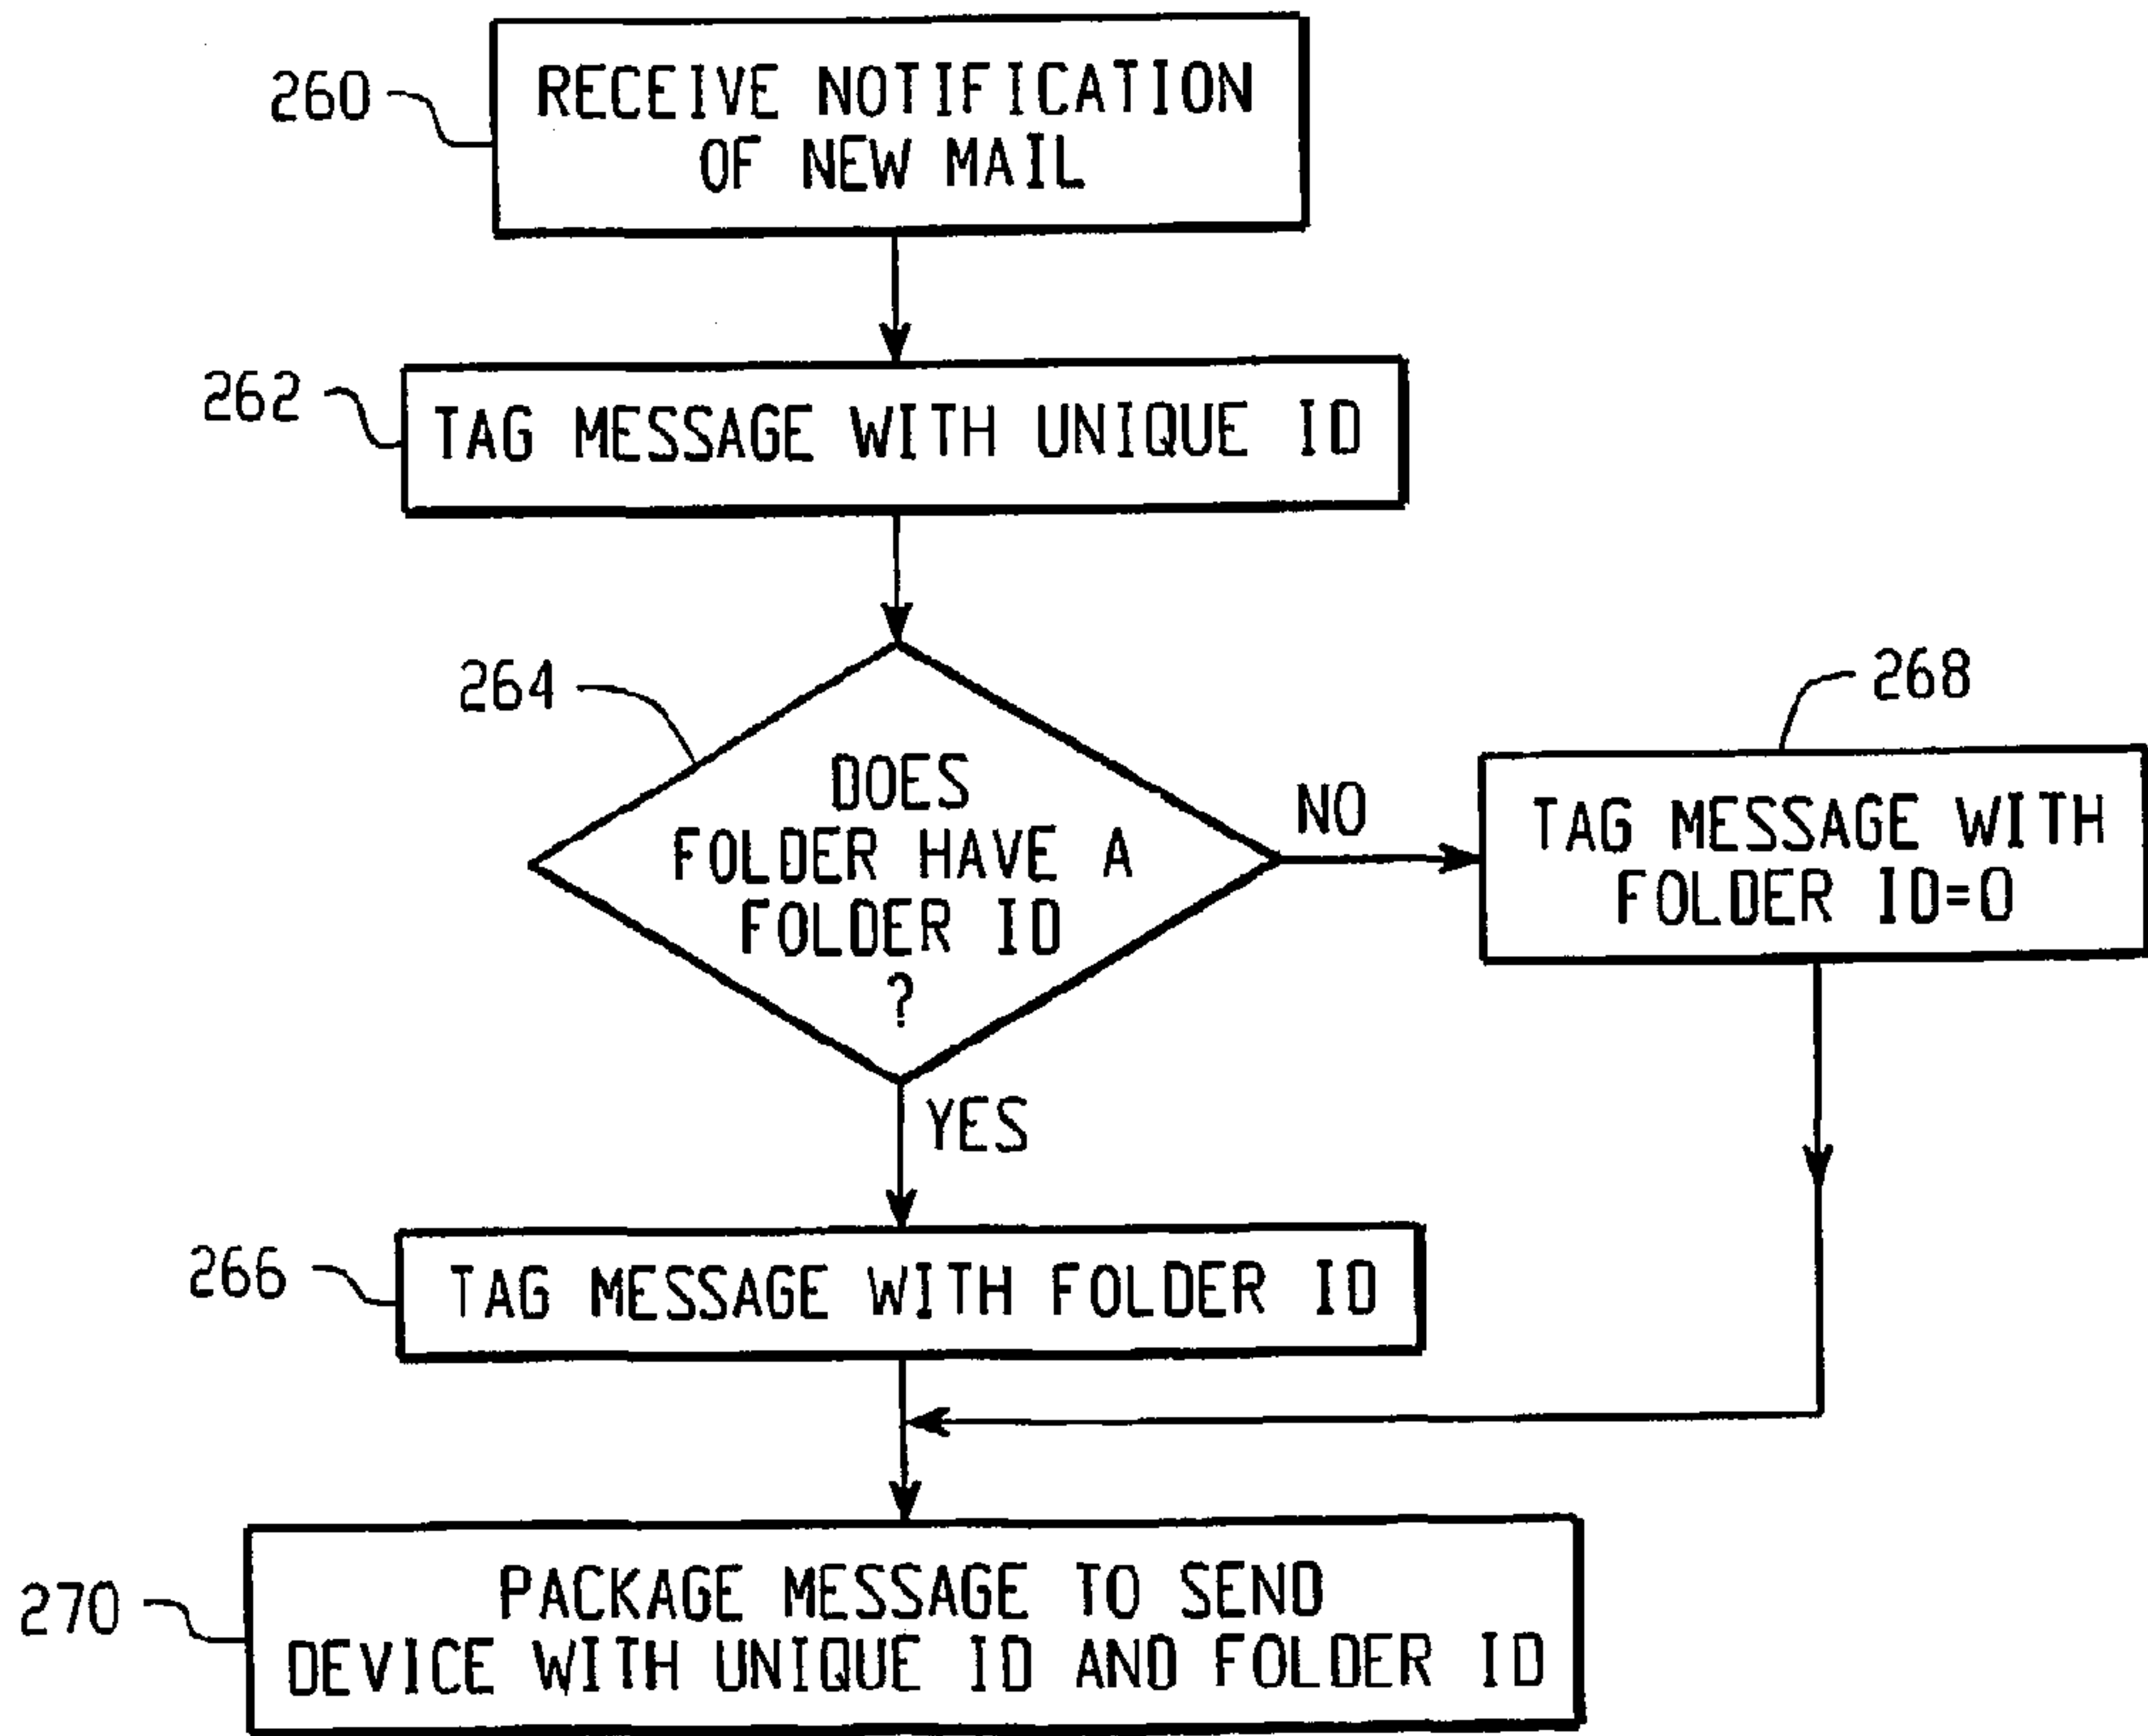 260
RECEIVE NOTIFICATION
OF NEW MAIL
262
TAG MESSAGE WITH UNIQUE ID
264
DOES
FOLDER HAVE A
FOLDER ID
?
NO
268
TAG MESSAGE WITH
FOLDER ID=0
YES
266
TAG MESSAGE WITH FOLDER ID
270
PACKAGE MESSAGE TO SEND
DEVICE WITH UNIQUE ID AND FOLDER ID